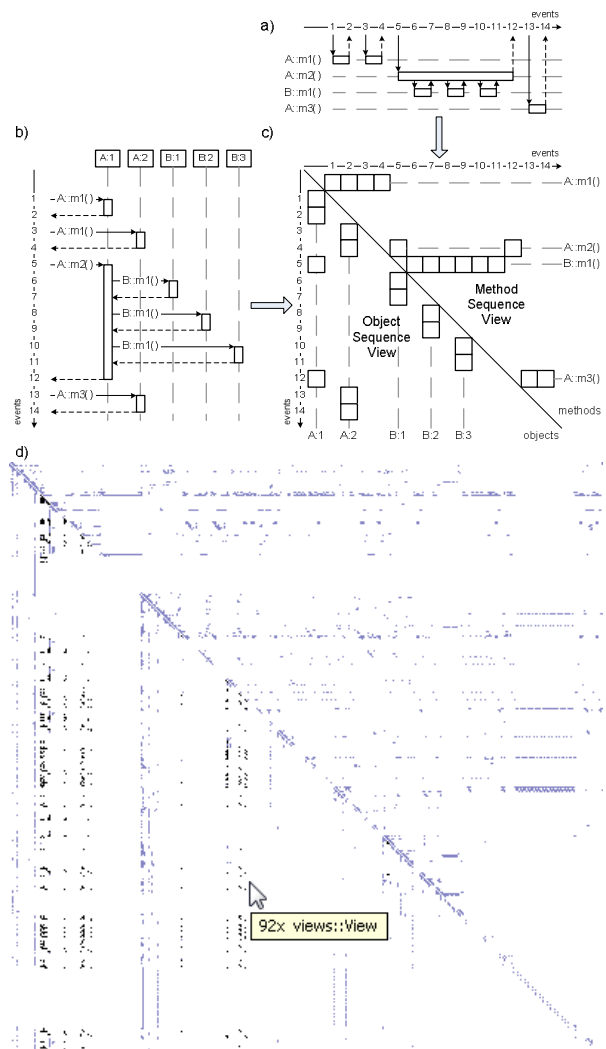 a)
events
1 2 3 4 5 6 7 8 9 10 11 12 13 14
A::m1()
A::m2()
B::m1()
A::m3()
b)
A:1 A:2 B:1 B:2 B:3
1 A::m1()
2
3 A::m1()
4
5 A::m2()
6 B::m1()
7
8 B::m1()
9
10 B::m1()
11
12
13 A::m3()
14
events
c)
events
1 2 3 4 5 6 7 8 9 10 11 12 13 14
A::m1()
1
2
3
4 A::m2()
5 B::m1()
6
7
8
9
10
11
12 A::m3()
13
14
Method
Sequence
View
Object
Sequence
View
methods
events
A:1 A:2 B:1 B:2 B:3 objects
d)
92x views::View